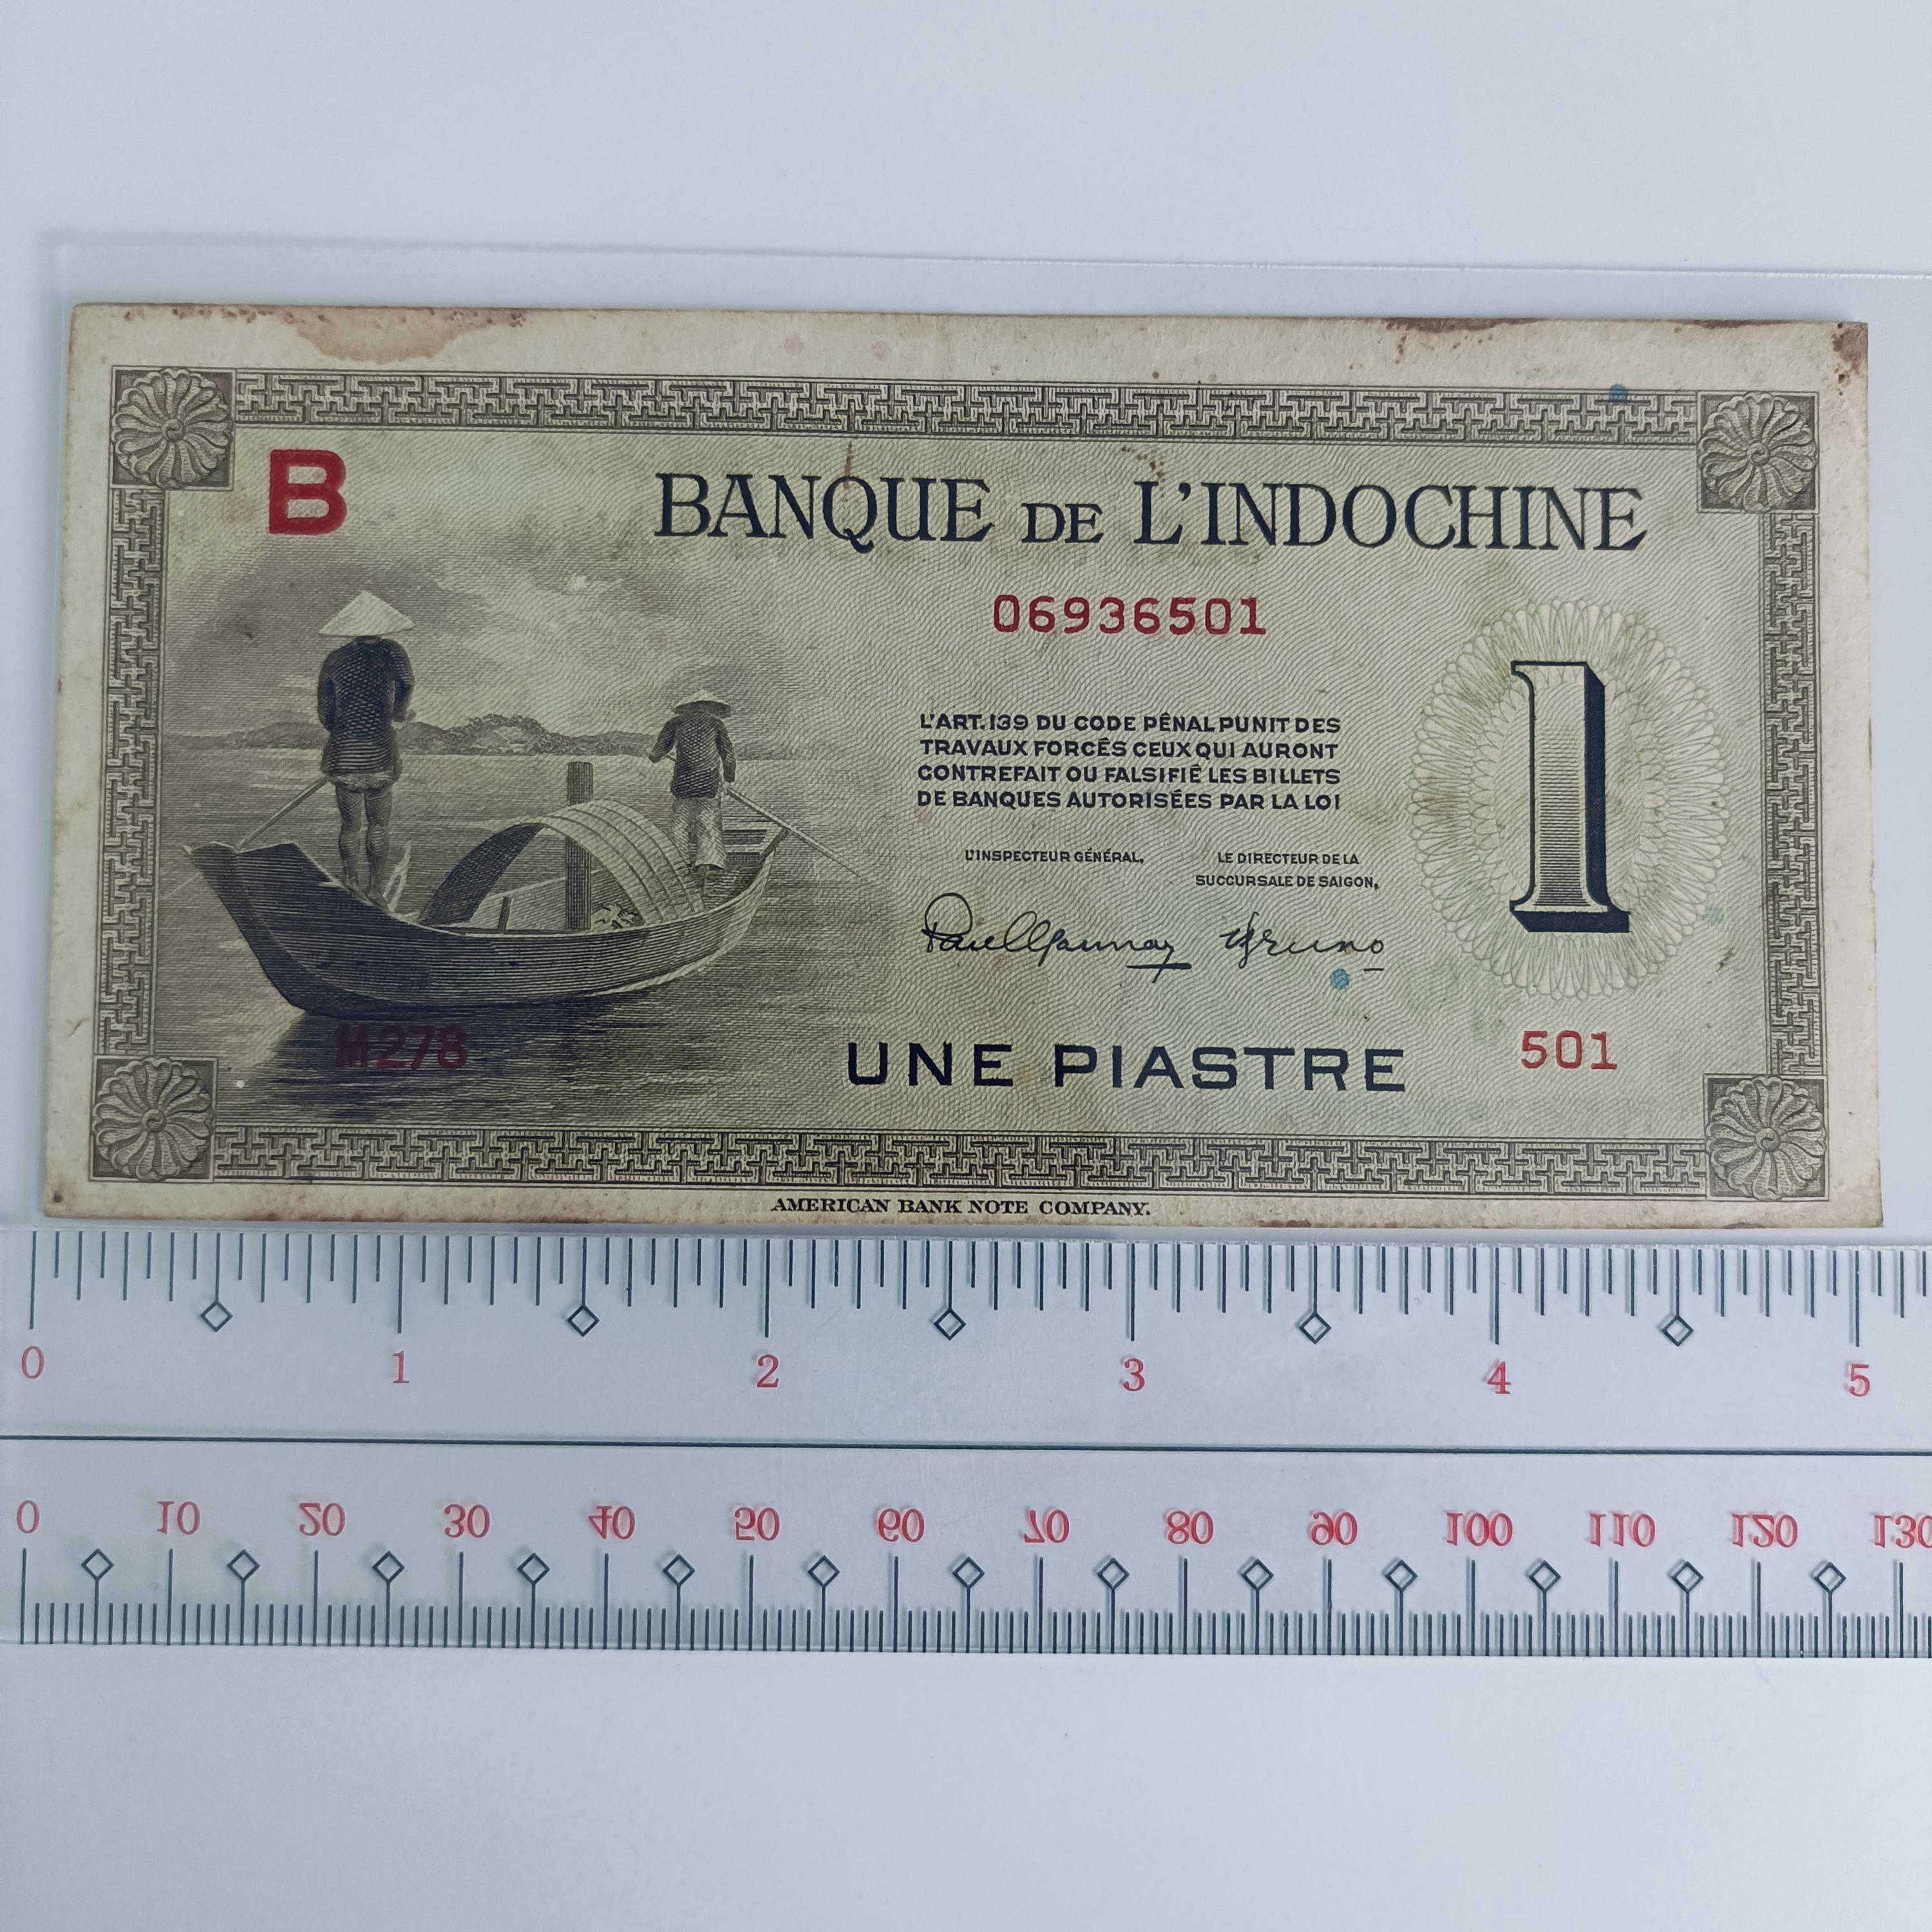 B
BANQUE DE L'INDOCHINE
06936501
L'ART.139 DU CODE PÉNAL PUNIT DES
TRAVAUX FORCÉS CEUX QUI AURONT
CONTREFAIT OU FALSIFIÉ LES BILLETS
DE BANQUES AUTORISÉES PAR LA LOI
1
L'INSPECTEUR GÉNÉRAL,
LE DIRECTEUR DE LA
SUCCURSALE DE SAIGON,
M278
UNE PIASTRE
501
AMERICAN BANK NOTE COMPANY.
0 1 2 3 4 5
0 10 20 30 40 50 60 70 80 90 100 110 120 130